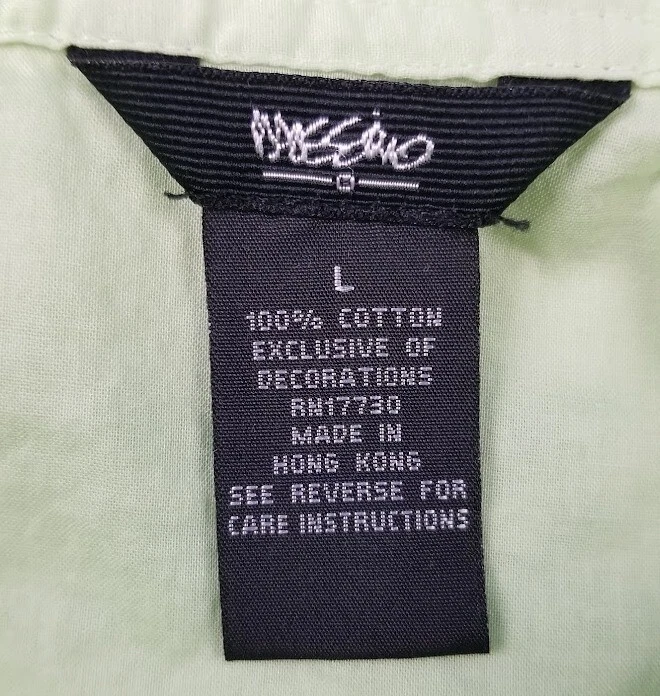 MOSSIMO
L
100% COTTON
EXCLUSIVE OF
DECORATIONS
RN17730
MADE IN
HONG KONG
SEE REVERSE FOR
CARE INSTRUCTIONS